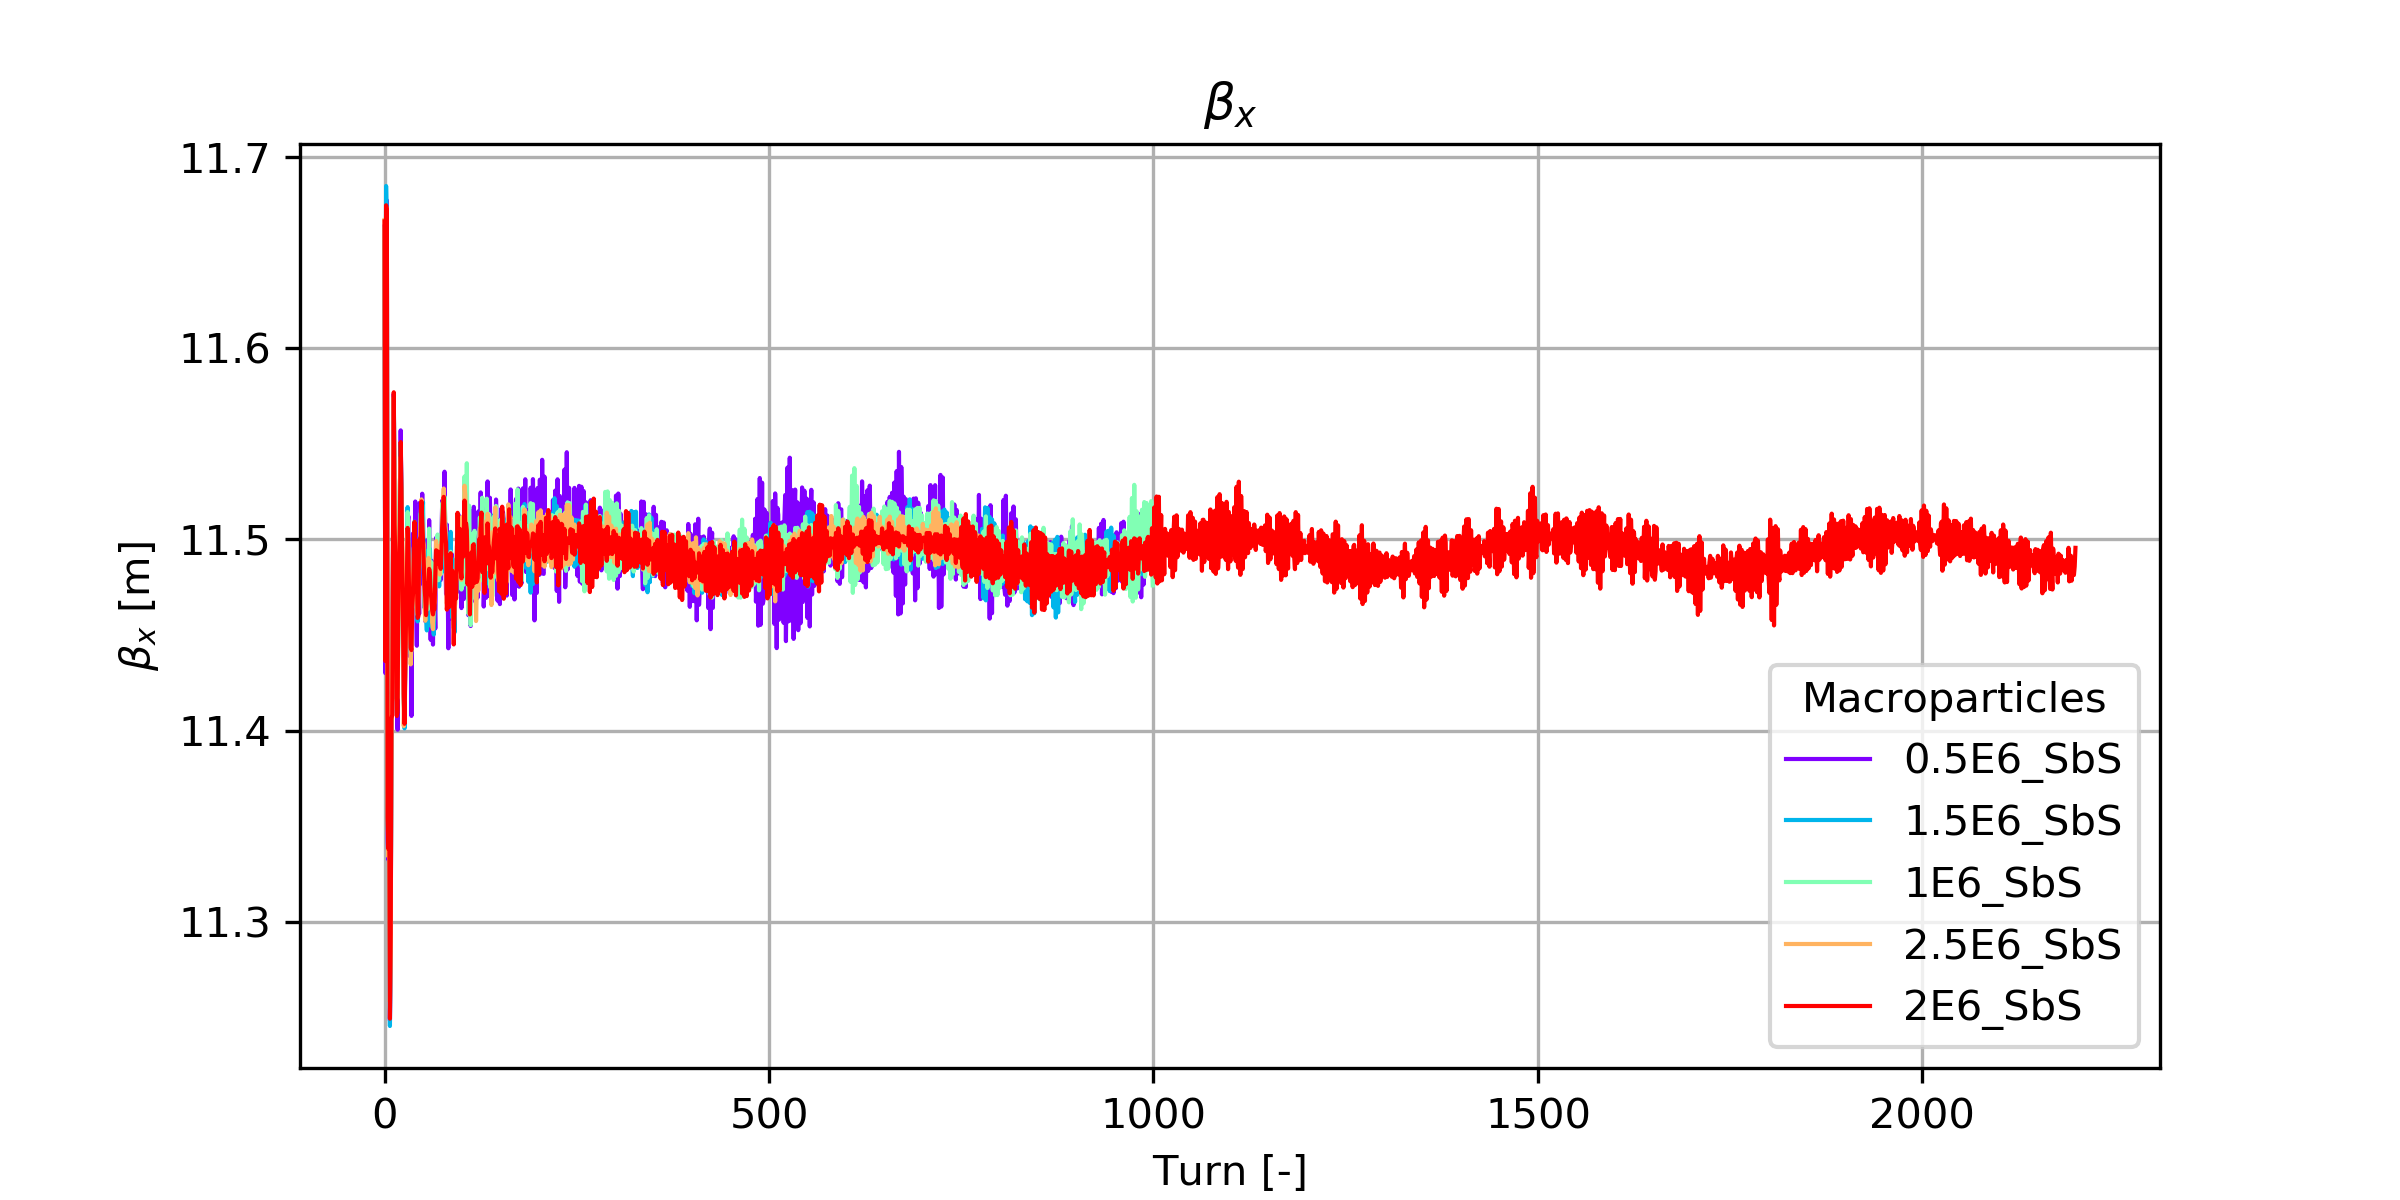 βx
11.7
11.6
11.5
11.4
11.3
βx [m]
0
500
1000
1500
2000
Turn [-]
Macroparticles
0.5E6_SbS
1.5E6_SbS
1E6_SbS
2.5E6_SbS
2E6_SbS